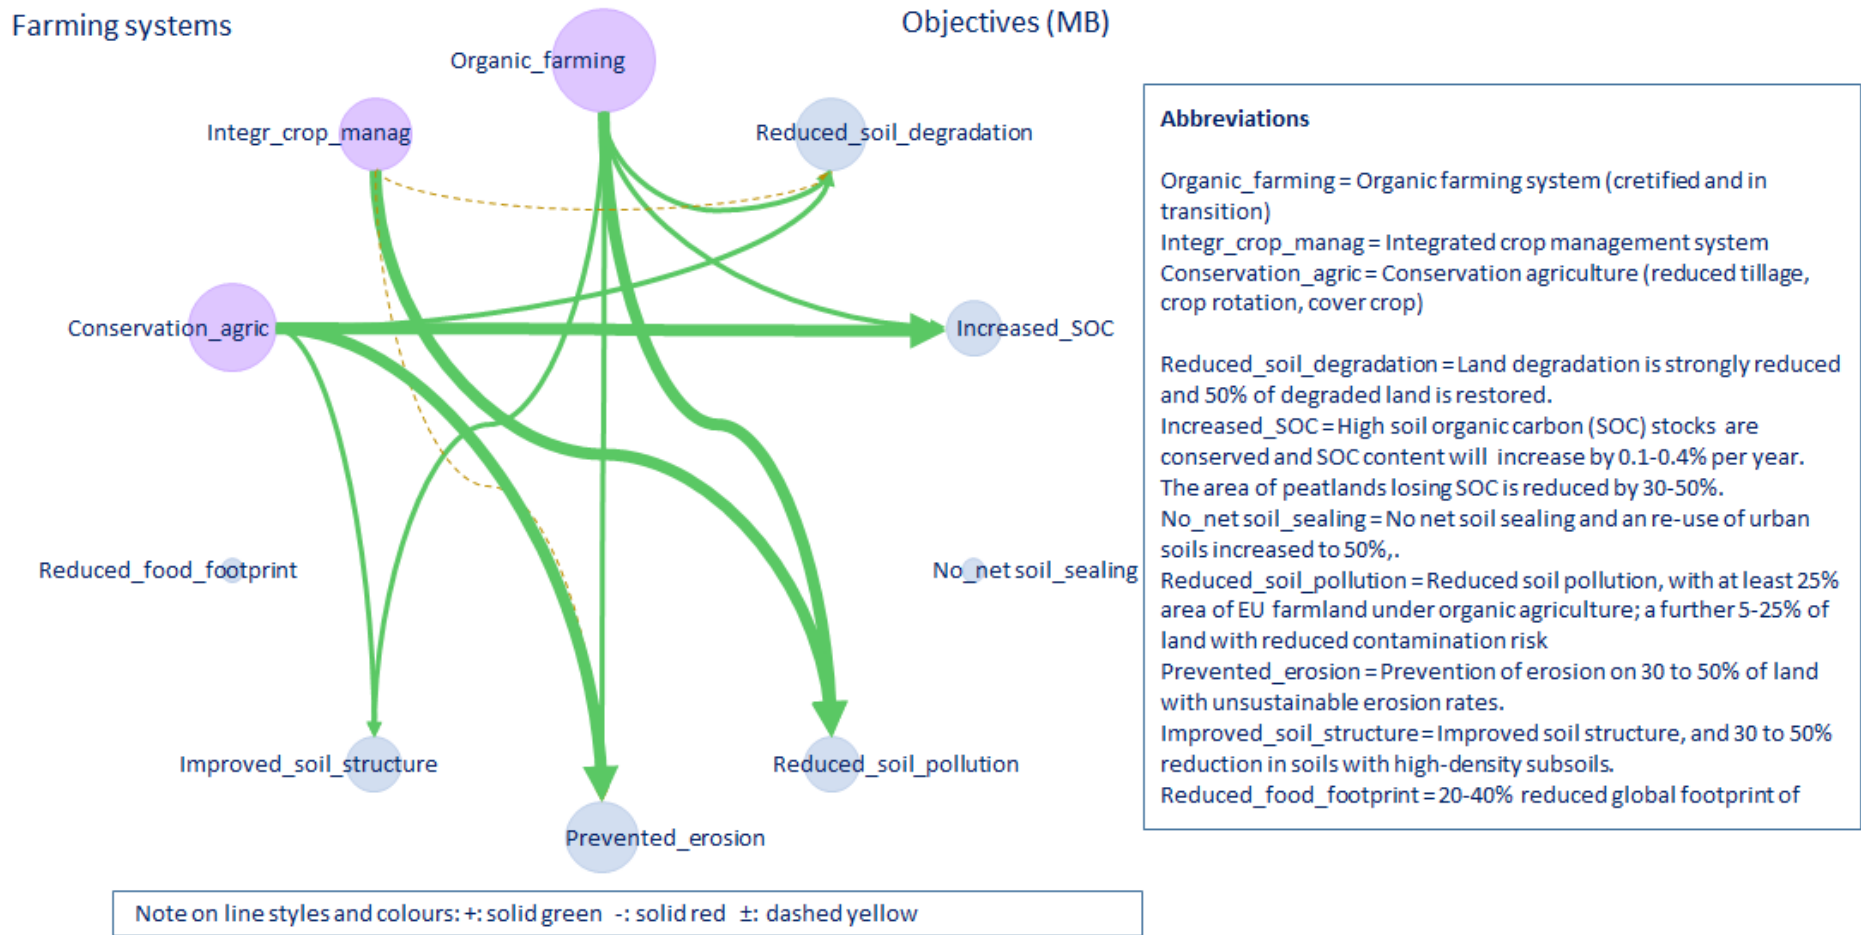 Farming systems
Objectives (MB)
Organic_farming
Integr_crop_manag
Reduced_soil_degradation
Conservation_agric
Increased_SOC
Reduced_food_footprint
No_net soil_sealing
Improved_soil_structure
Reduced_soil_pollution
Prevented_erosion
Abbreviations
Organic_farming = Organic farming system (cretified and in
transition)
Integr_crop_manag = Integrated crop management system
Conservation_agric = Conservation agriculture (reduced tillage,
crop rotation, cover crop)
Reduced_soil_degradation = Land degradation is strongly reduced
and 50% of degraded land is restored.
Increased_SOC = High soil organic carbon (SOC) stocks are
conserved and SOC content will increase by 0.1-0.4% per year.
The area of peatlands losing SOC is reduced by 30-50%.
No_net soil_sealing = No net soil sealing and an re-use of urban
soils increased to 50%,.
Reduced_soil_pollution = Reduced soil pollution, with at least 25%
area of EU farmland under organic agriculture; a further 5-25% of
land with reduced contamination risk
Prevented_erosion = Prevention of erosion on 30 to 50% of land
with unsustainable erosion rates.
Improved_soil_structure = Improved soil structure, and 30 to 50%
reduction in soils with high-density subsoils.
Reduced_food_footprint = 20-40% reduced global footprint of
Note on line styles and colours: +: solid green -: solid red ±: dashed yellow